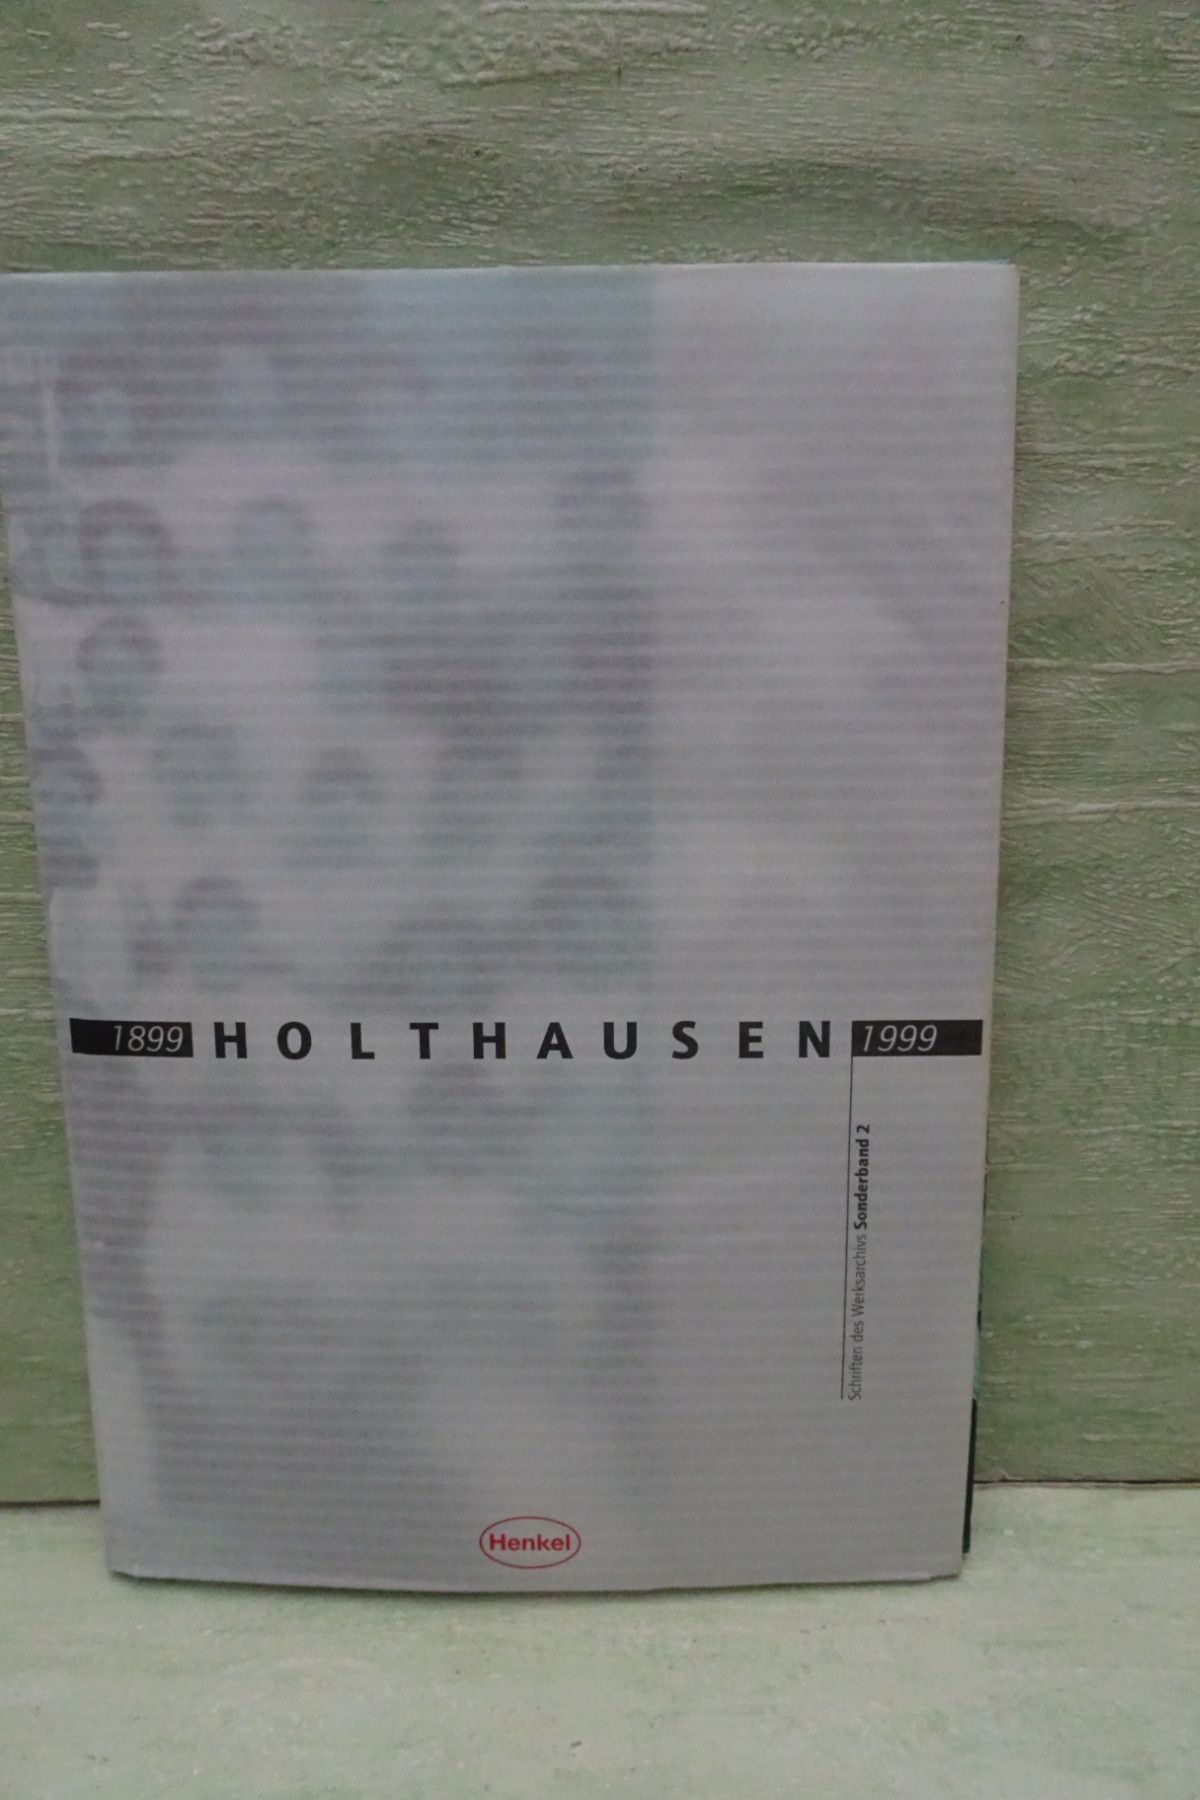 1899 HOLTHAUSEN 1999
Schriften des Werksarchivs Sonderband 2
Henkel